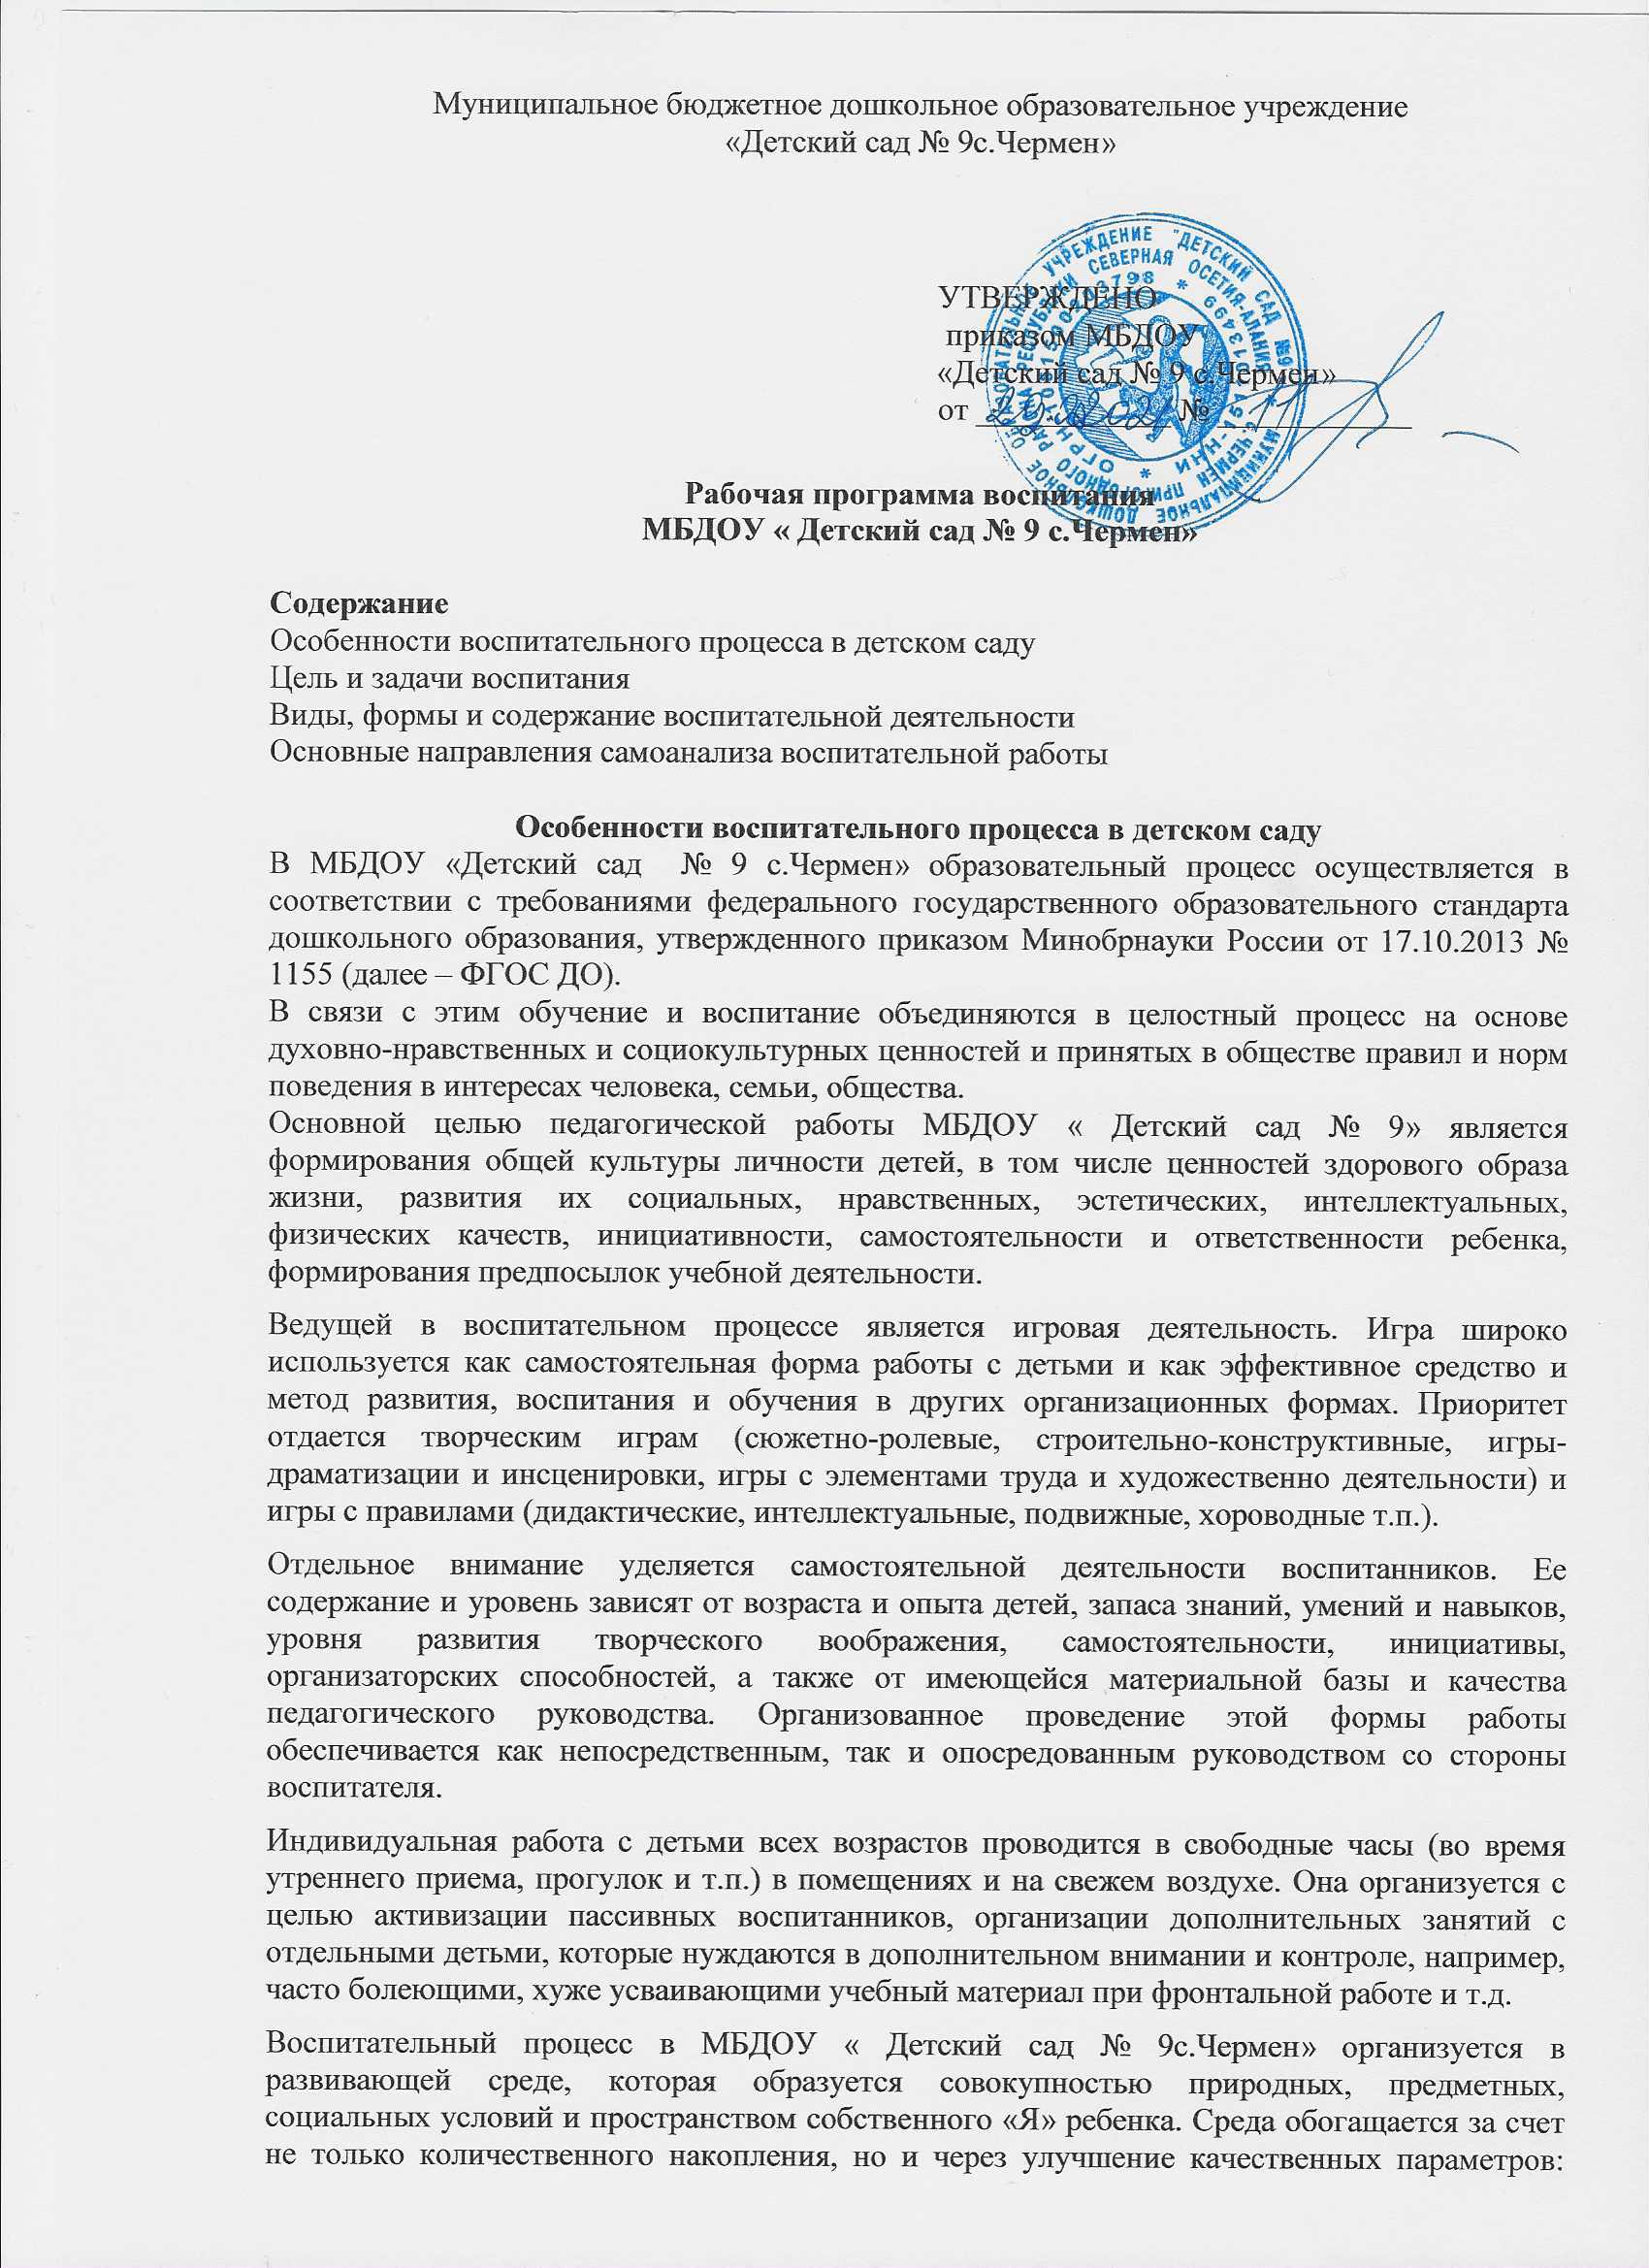 Муниципальное бюджетное дошкольное образовательное учреждение
«Детский сад № 9с.Чермен»
УТВЕРЖДЕНО
приказом МБДОУ
«Детский сад № 9 с.Чермен»
от № 11
Рабочая программа воспитания
МБДОУ « Детский сад № 9 с.Чермен»
Содержание
Особенности воспитательного процесса в детском саду
Цель и задачи воспитания
Виды, формы и содержание воспитательной деятельности
Основные направления самоанализа воспитательной работы
Особенности воспитательного процесса в детском саду
В МБДОУ «Детский сад № 9 с.Чермен» образовательный процесс осуществляется в
соответствии с требованиями федерального государственного образовательного стандарта
дошкольного образования, утвержденного приказом Минобрнауки России от 17.10.2013 №
1155 (далее – ФГОС ДО).
В связи с этим обучение и воспитание объединяются в целостный процесс на основе
духовно-нравственных и социокультурных ценностей и принятых в обществе правил и норм
поведения в интересах человека, семьи, общества.
Основной целью педагогической работы МБДОУ « Детский сад № 9» является
формирования общей культуры личности детей, в том числе ценностей здорового образа
жизни, развития их социальных, нравственных, эстетических, интеллектуальных,
физических качеств, инициативности, самостоятельности и ответственности ребенка,
формирования предпосылок учебной деятельности.
Ведущей в воспитательном процессе является игровая деятельность. Игра широко
используется как самостоятельная форма работы с детьми и как эффективное средство и
метод развития, воспитания и обучения в других организационных формах. Приоритет
отдается творческим играм (сюжетно-ролевые, строительно-конструктивные, игры-
драматизации и инсценировки, игры с элементами труда и художественно деятельности) и
игры с правилами (дидактические, интеллектуальные, подвижные, хороводные т.п.).
Отдельное внимание уделяется самостоятельной деятельности воспитанников. Ее
содержание и уровень зависят от возраста и опыта детей, запаса знаний, умений и навыков,
уровня развития творческого воображения, самостоятельности, инициативы,
организаторских способностей, а также от имеющейся материальной базы и качества
педагогического руководства. Организованное проведение этой формы работы
обеспечивается как непосредственным, так и опосредованным руководством со стороны
воспитателя.
Индивидуальная работа с детьми всех возрастов проводится в свободные часы (во время
утреннего приема, прогулок и т.п.) в помещениях и на свежем воздухе. Она организуется с
целью активизации пассивных воспитанников, организации дополнительных занятий с
отдельными детьми, которые нуждаются в дополнительном внимании и контроле, например,
часто болеющими, хуже усваивающими учебный материал при фронтальной работе и т.д.
Воспитательный процесс в МБДОУ « Детский сад № 9с.Чермен» организуется в
развивающей среде, которая образуется совокупностью природных, предметных,
социальных условий и пространством собственного «Я» ребенка. Среда обогащается за счет
не только количественного накопления, но и через улучшение качественных параметров: